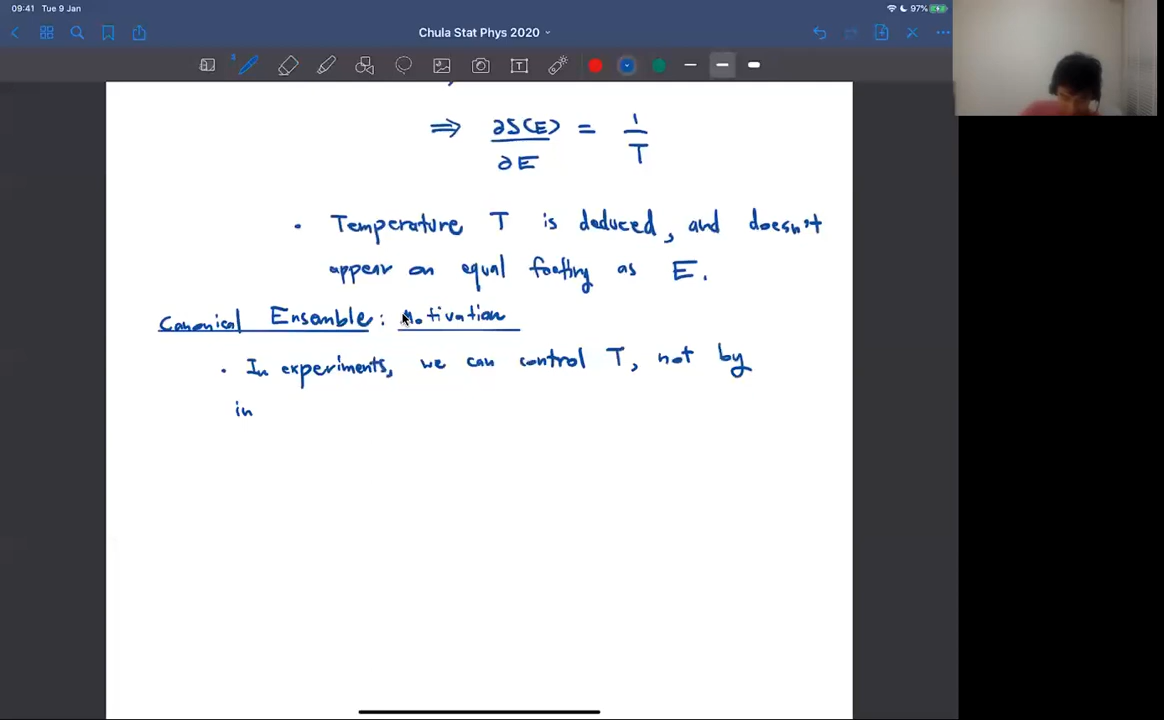 09:41 Tue 9 Jan
97%
Chula Stat Phys 2020
⇒ ∂S(E)/∂E = 1/T
• Temperature T is deduced, and doesn't
appear on equal footing as E.
Canonical Ensemble: Motivation
• In experiments, we can control T, not by
in